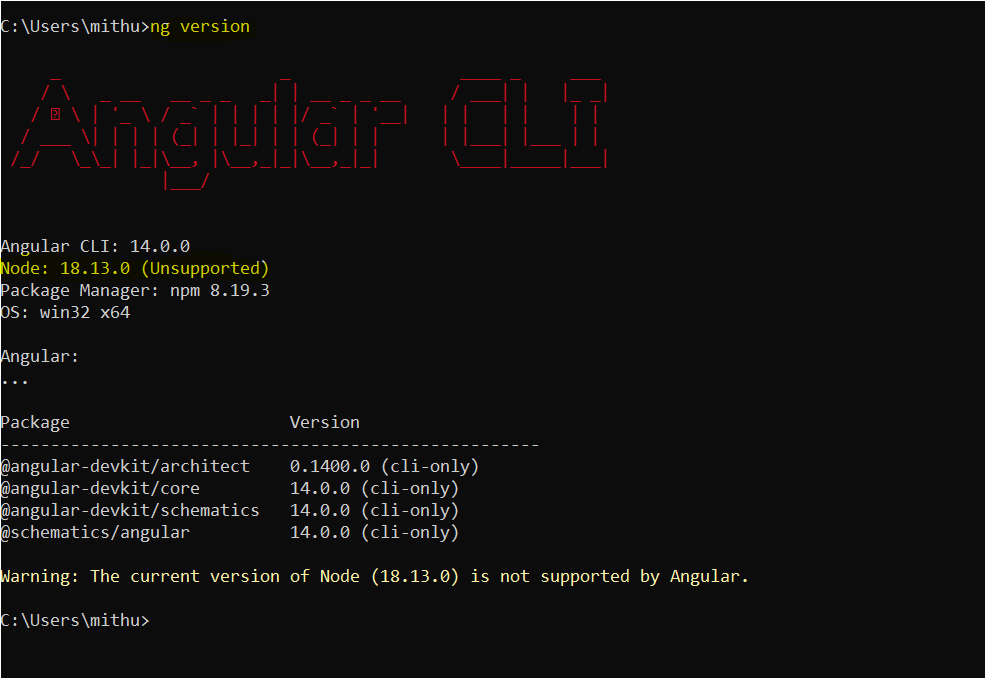 C:\Users\mithu>ng version
Angular CLI
Angular CLI: 14.0.0
Node: 18.13.0 (Unsupported)
Package Manager: npm 8.19.3
OS: win32 x64
Angular:
...
Package Version
------------------------------------------------------
@angular-devkit/architect 0.1400.0 (cli-only)
@angular-devkit/core 14.0.0 (cli-only)
@angular-devkit/schematics 14.0.0 (cli-only)
@schematics/angular 14.0.0 (cli-only)
Warning: The current version of Node (18.13.0) is not supported by Angular.
C:\Users\mithu>